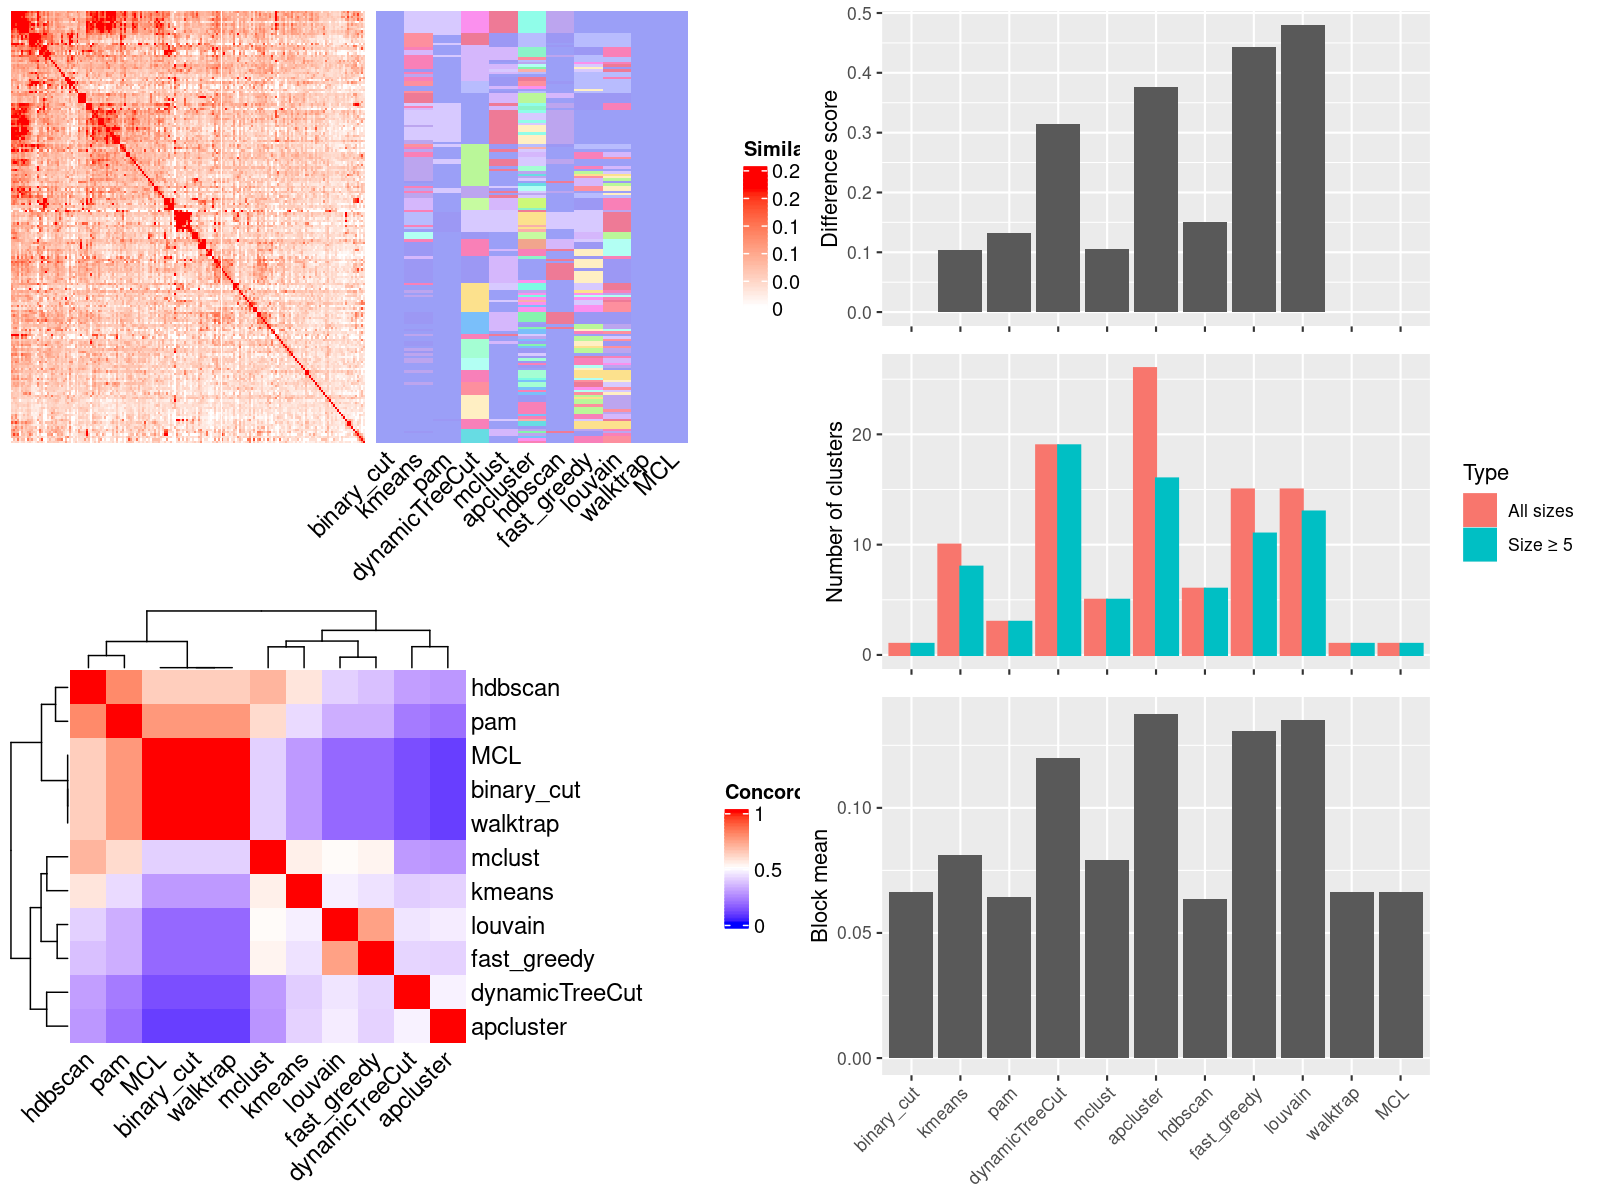 Simila
0.2
0.2
0.1
0.1
0.0
0
binary_cut
kmeans
pam
dynamicTreeCut
mclust
apcluster
hdbscan
fast_greedy
louvain
walktrap
MCL
hdbscan
pam
MCL
binary_cut
walktrap
mclust
kmeans
louvain
fast_greedy
dynamicTreeCut
apcluster
hdbscan
pam
MCL
binary_cut
walktrap
mclust
kmeans
louvain
fast_greedy
dynamicTreeCut
apcluster
Concord
1
0.5
0
Difference score
0.5
0.4
0.3
0.2
0.1
0.0
Number of clusters
20
10
0
Type
All sizes
Size ≥ 5
Block mean
0.10
0.05
0.00
binary_cut
kmeans
pam
dynamicTreeCut
mclust
apcluster
hdbscan
fast_greedy
louvain
walktrap
MCL